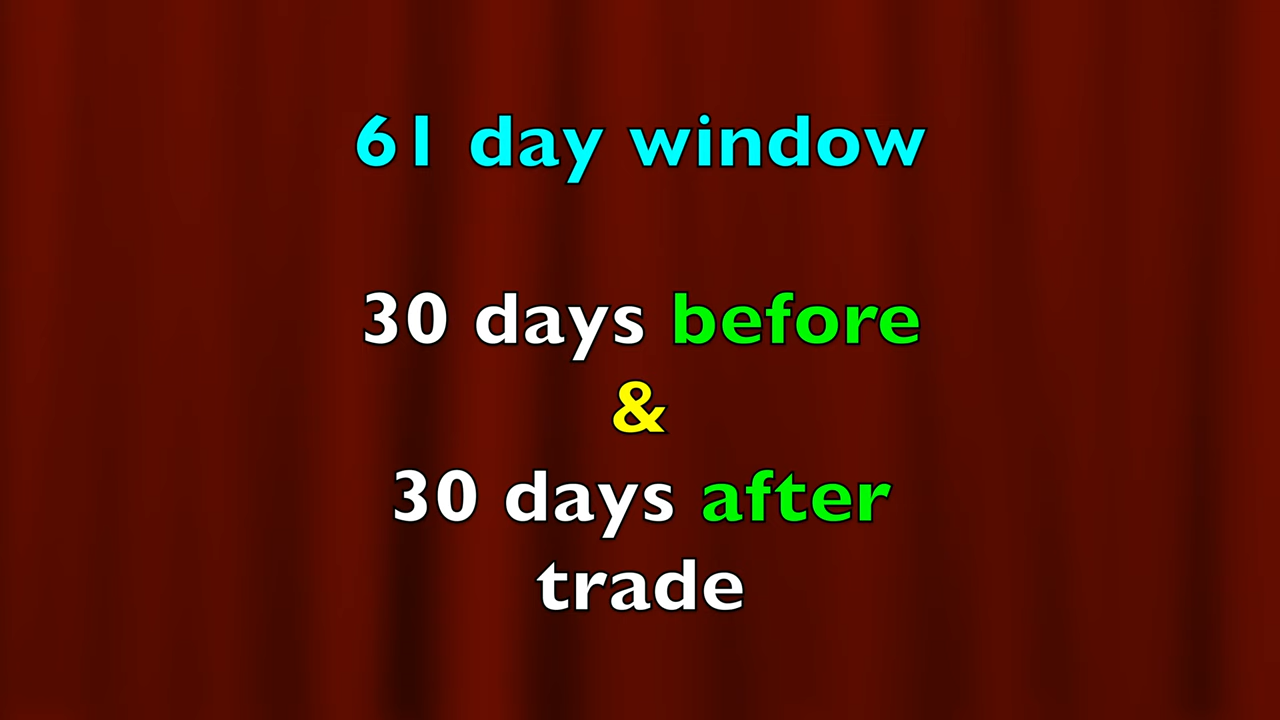 61 day window
30 days before
&
30 days after
trade